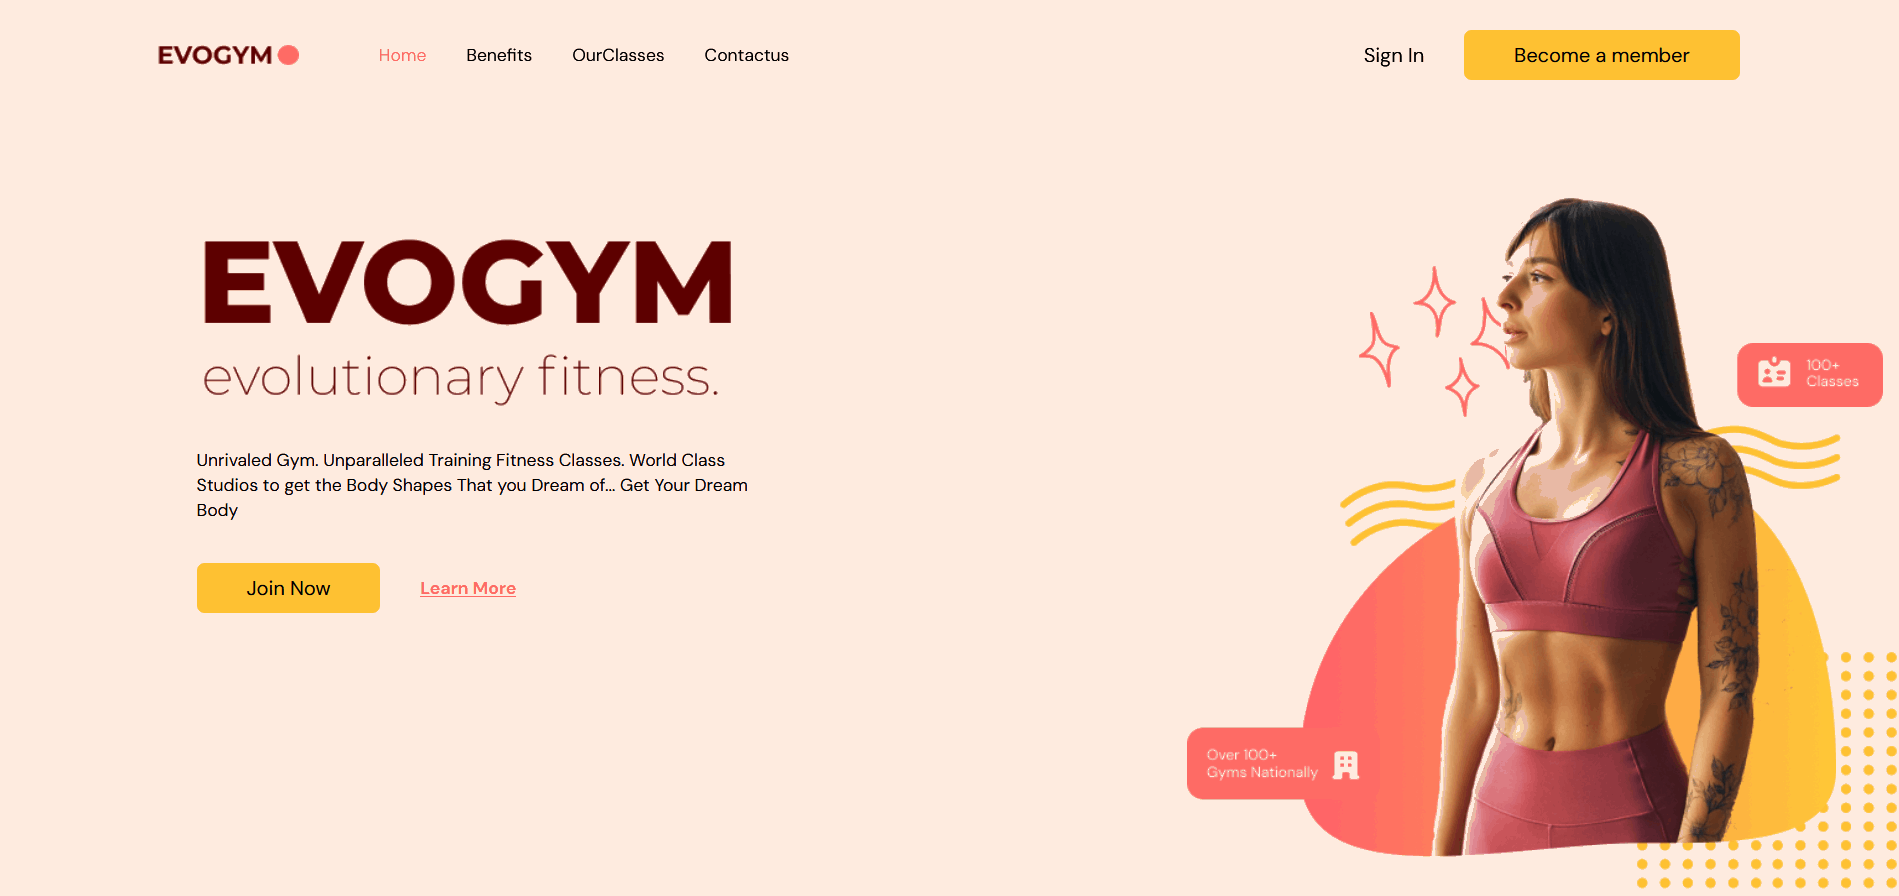 EVOGYM
Home
Benefits
OurClasses
Contactus
Sign In
Become a member
EVOGYM
evolutionary fitness.
Unrivaled Gym. Unparalleled Training Fitness Classes. World Class
Studios to get the Body Shapes That you Dream of... Get Your Dream
Body
Join Now
Learn More
100+
Classes
Over 100+
Gyms Nationally